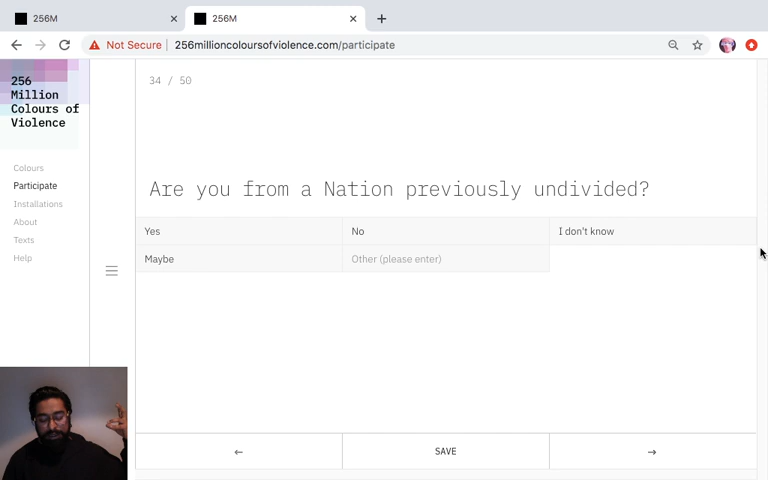 256M
256M
Not Secure
256millioncoloursofviolence.com/participate
256
Million
Colours of
Violence
Colours
Participate
Installations
About
Texts
Help
34 / 50
Are you from a Nation previously undivided?
Yes
No
I don't know
Maybe
Other (please enter)
←
SAVE
→